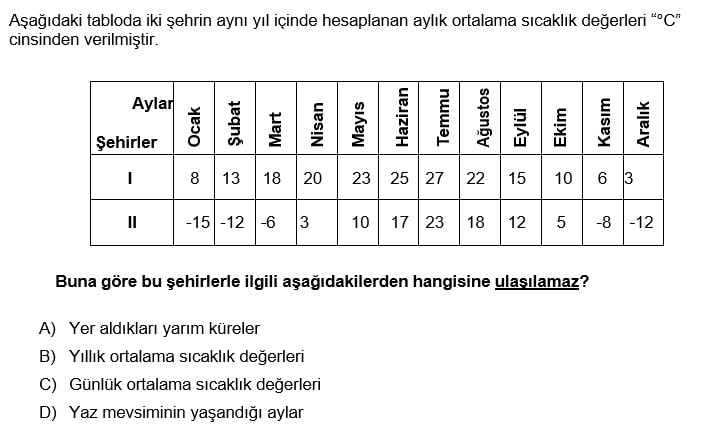 Aşağıdaki tabloda iki şehrin aynı yıl içinde hesaplanan aylık ortalama sıcaklık değerleri “°C”
cinsinden verilmiştir.
Aylar
Şehirler
Ocak Şubat Mart Nisan Mayıs Haziran Temmu Ağustos Eylül Ekim Kasım Aralık
I 8 13 18 20 23 25 27 22 15 10 6 3
II -15 -12 -6 3 10 17 23 18 12 5 -8 -12
Buna göre bu şehirlerle ilgili aşağıdakilerden hangisine ulaşılamaz?
A) Yer aldıkları yarım küreler
B) Yıllık ortalama sıcaklık değerleri
C) Günlük ortalama sıcaklık değerleri
D) Yaz mevsiminin yaşandığı aylar